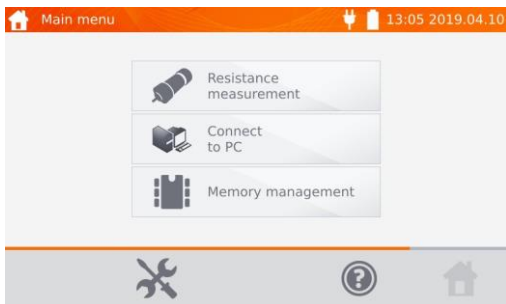 Main menu
13:05 2019.04.10
Resistance
measurement
Connect
to PC
Memory management
?